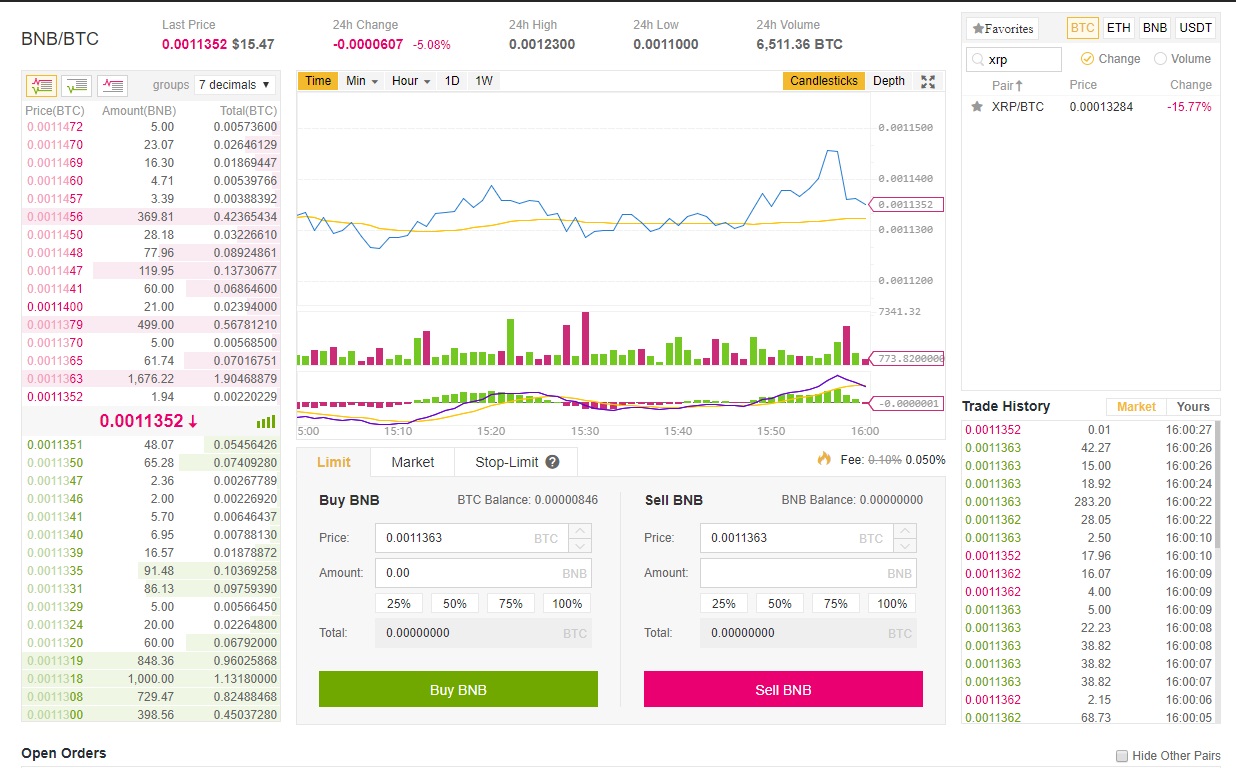 BNB/BTC
Last Price
0.0011352 $15.47
24h Change
-0.0000607 -5.08%
24h High
0.0012300
24h Low
0.0011000
24h Volume
6,511.36 BTC
groups 7 decimals
Price(BTC) Amount(BNB) Total(BTC)
0.0011472 5.00 0.00573600
0.0011470 23.07 0.02646129
0.0011469 16.30 0.01869447
0.0011460 4.71 0.00539766
0.0011457 3.39 0.00388392
0.0011456 369.81 0.42365434
0.0011450 28.18 0.03226610
0.0011448 77.96 0.08924861
0.0011447 119.95 0.13730677
0.0011441 60.00 0.06864600
0.0011400 21.00 0.02394000
0.0011379 499.00 0.56781210
0.0011370 5.00 0.00568500
0.0011365 61.74 0.07016751
0.0011363 1,676.22 1.90468879
0.0011352 1.94 0.00220229
0.0011352↓
0.0011351 48.07 0.05456426
0.0011350 65.28 0.07409280
0.0011347 2.36 0.00267789
0.0011346 2.00 0.00226920
0.0011341 5.70 0.00646437
0.0011340 6.95 0.00788130
0.0011339 16.57 0.01878872
0.0011335 91.48 0.10369258
0.0011331 86.13 0.09759390
0.0011329 5.00 0.00566450
0.0011324 20.00 0.02264800
0.0011320 60.00 0.06792000
0.0011319 848.36 0.96025868
0.0011318 1,000.00 1.13180000
0.0011308 729.47 0.82488468
0.0011300 398.56 0.45037280
Time Min Hour 1D 1W Candlesticks Depth
0.0011500
0.0011400
0.0011352
0.0011300
0.0011200
7341.32
773.8200000
-0.0000001
5:00 15:10 15:20 15:30 15:40 15:50 16:00
Limit Market Stop-Limit ? Fee: 0.10% 0.050%
Buy BNB BTC Balance: 0.00000846
Price: 0.0011363 BTC
Amount: 0.00 BNB
25% 50% 75% 100%
Total: 0.00000000 BTC
Buy BNB
Sell BNB BNB Balance: 0.00000000
Price: 0.0011363 BTC
Amount: BNB
25% 50% 75% 100%
Total: 0.00000000 BTC
Sell BNB
Favorites BTC ETH BNB USDT
xrp Change Volume
Pair↑ Price Change
XRP/BTC 0.00013284 -15.77%
Trade History Market Yours
0.0011352 0.01 16:00:27
0.0011363 42.27 16:00:26
0.0011363 15.00 16:00:26
0.0011363 18.92 16:00:24
0.0011363 283.20 16:00:22
0.0011362 28.05 16:00:22
0.0011363 2.50 16:00:10
0.0011352 17.96 16:00:10
0.0011362 16.07 16:00:09
0.0011362 4.00 16:00:09
0.0011363 5.00 16:00:09
0.0011363 22.23 16:00:08
0.0011363 38.82 16:00:08
0.0011363 38.82 16:00:07
0.0011363 38.82 16:00:07
0.0011362 2.15 16:00:06
0.0011362 68.73 16:00:05
Open Orders Hide Other Pairs